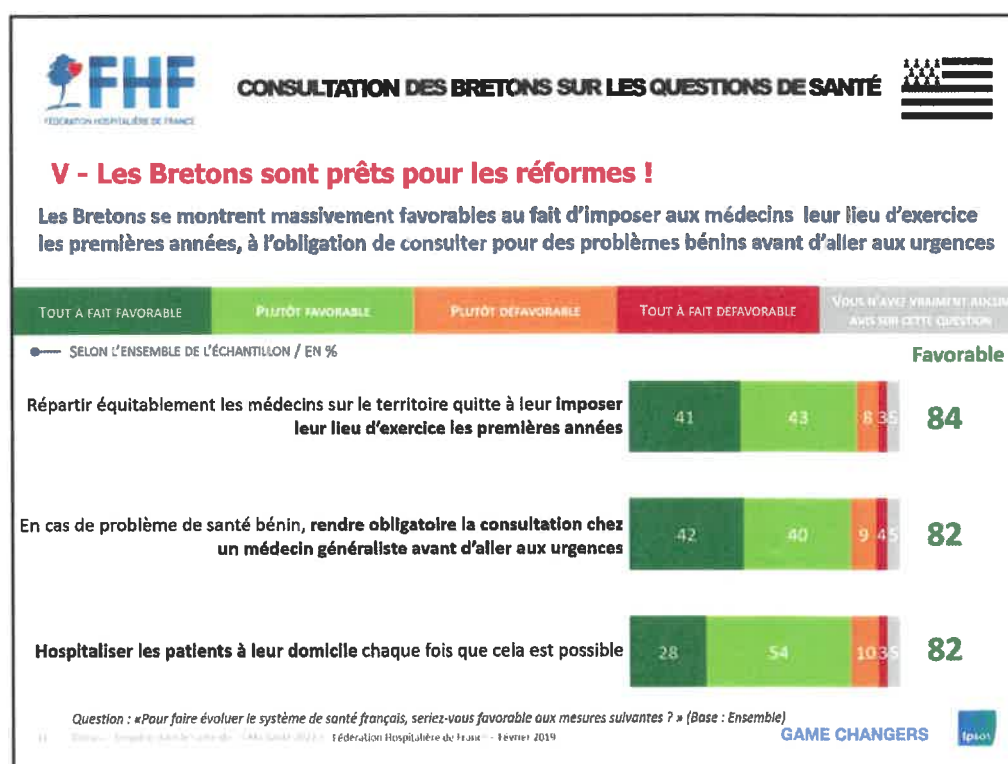 FHF
FÉDÉRATION HOSPITALIÈRE DE FRANCE
CONSULTATION DES BRETONS SUR LES QUESTIONS DE SANTÉ
V - Les Bretons sont prêts pour les réformes !
Les Bretons se montrent massivement favorables au fait d'imposer aux médecins leur lieu d'exercice
les premières années, à l'obligation de consulter pour des problèmes bénins avant d'aller aux urgences
TOUT À FAIT FAVORABLE
PLUTÔT FAVORABLE
PLUTÔT DÉFAVORABLE
TOUT À FAIT DÉFAVORABLE
VOUS N'AVEZ VRAIMENT AUCUN
AVIS SUR CETTE QUESTION
SELON L'ENSEMBLE DE L'ÉCHANTILLON / EN %
Favorable
Répartir équitablement les médecins sur le territoire quitte à leur imposer
leur lieu d'exercice les premières années
41 43 8 3 5 84
En cas de problème de santé bénin, rendre obligatoire la consultation chez
un médecin généraliste avant d'aller aux urgences
42 40 9 4 5 82
Hospitaliser les patients à leur domicile chaque fois que cela est possible
28 54 10 3 5 82
Question : «Pour faire évoluer le système de santé français, seriez-vous favorable aux mesures suivantes ? » (Base : Ensemble)
Fédération Hospitalière de France - Février 2019
GAME CHANGERS
Ipsos